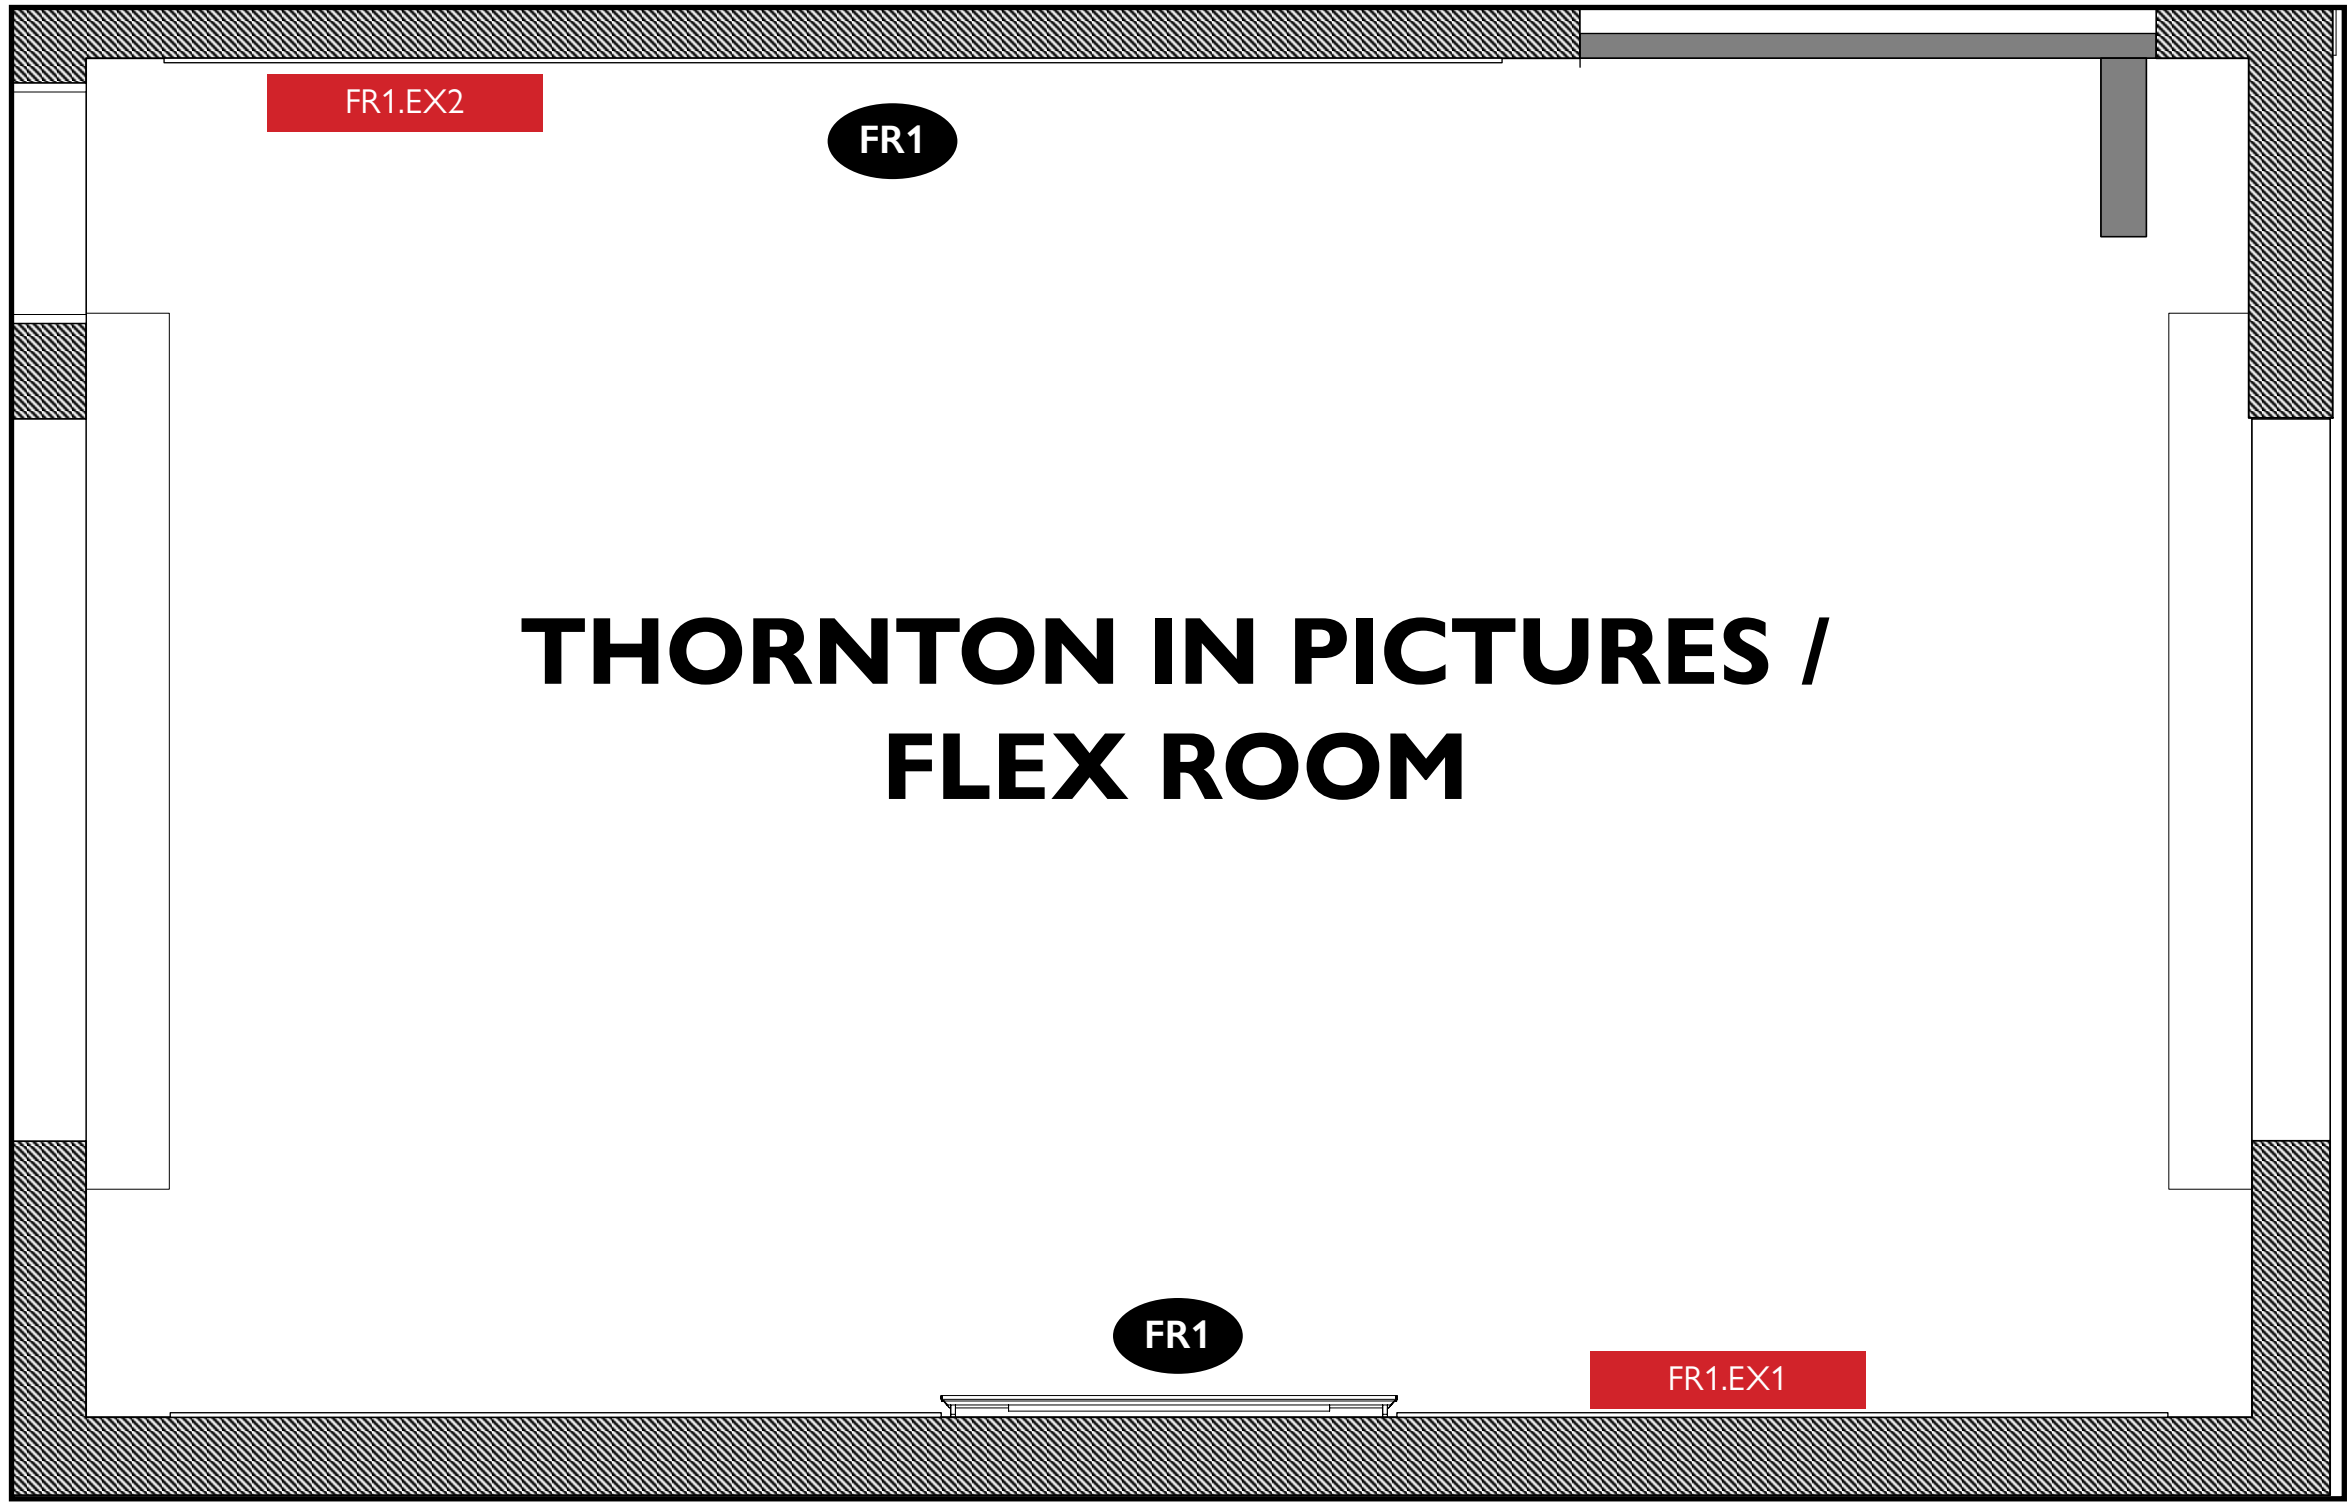 FR1.EX2
FR1
THORNTON IN PICTURES /
FLEX ROOM
FR1
FR1.EX1